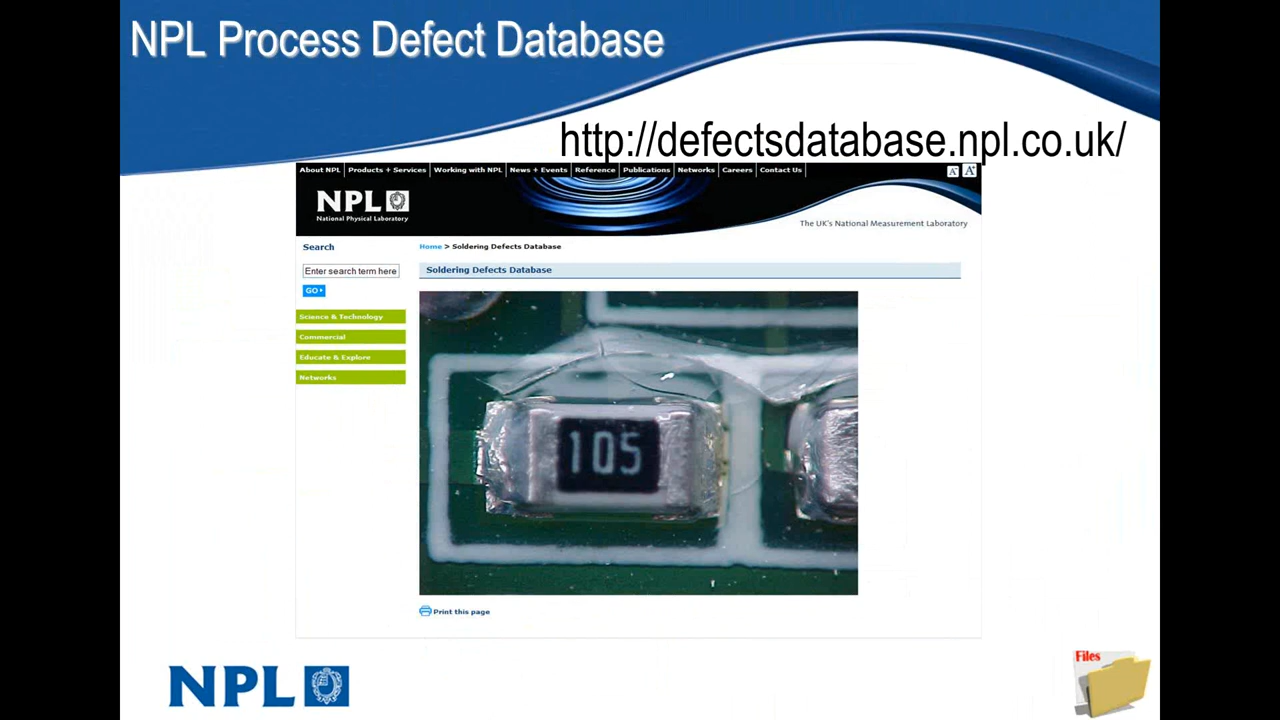 NPL Process Defect Database
http://defectsdatabase.npl.co.uk/
About NPL Products + Services Working with NPL News + Events Reference Publications Networks Careers Contact Us A- A+
NPL
National Physical Laboratory
The UK's National Measurement Laboratory
Search
Home > Soldering Defects Database
Enter search term here
Soldering Defects Database
GO
Science & Technology
Commercial
Educate & Explore
Networks
105
Print this page
NPL
Files